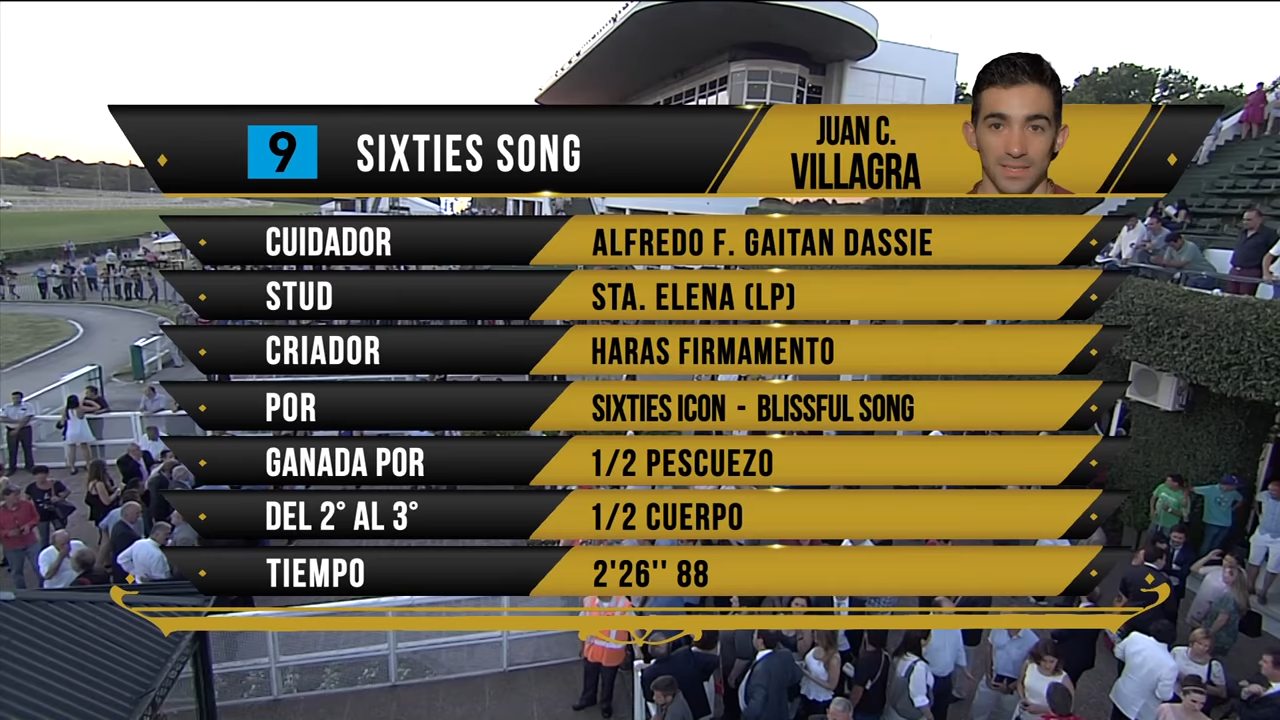 9 SIXTIES SONG
JUAN C.
VILLAGRA
CUIDADOR ALFREDO F. GAITAN DASSIE
STUD STA. ELENA (LP)
CRIADOR HARAS FIRMAMENTO
POR SIXTIES ICON - BLISSFUL SONG
GANADA POR 1/2 PESCUEZO
DEL 2° AL 3° 1/2 CUERPO
TIEMPO 2'26'' 88